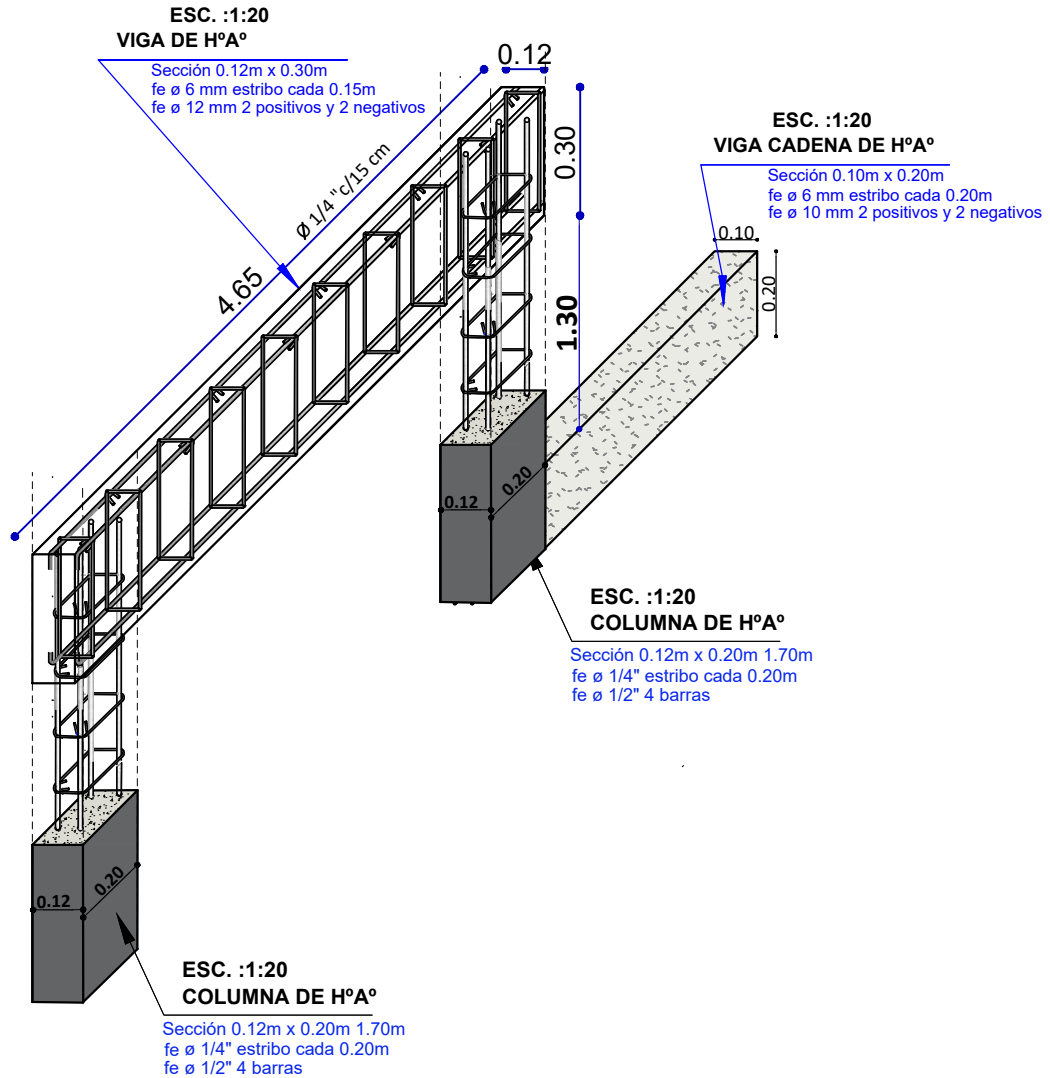 ESC. :1:20
VIGA DE HºAº
Sección 0.12m x 0.30m
fe ø 6 mm estribo cada 0.15m
fe ø 12 mm 2 positivos y 2 negativos
0.12
0.30
Ø 1/4 "c/15 cm
4.65
1.30
ESC. :1:20
VIGA CADENA DE HºAº
Sección 0.10m x 0.20m
fe ø 6 mm estribo cada 0.20m
fe ø 10 mm 2 positivos y 2 negativos
0.10
0.20
0.12
0.20
ESC. :1:20
COLUMNA DE HºAº
Sección 0.12m x 0.20m 1.70m
fe ø 1/4" estribo cada 0.20m
fe ø 1/2" 4 barras
0.12
0.20
ESC. :1:20
COLUMNA DE HºAº
Sección 0.12m x 0.20m 1.70m
fe ø 1/4" estribo cada 0.20m
fe ø 1/2" 4 barras